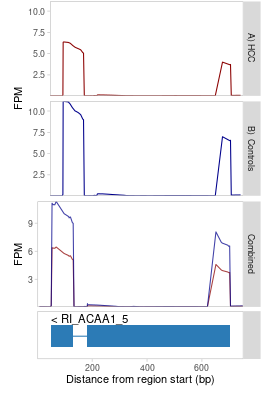 10.0
7.5
5.0
2.5
FPM
A) HCC
10.0
7.5
5.0
2.5
FPM
B) Controls
9
6
3
FPM
Combined
< RI_ACAA1_5
200 400 600
Distance from region start (bp)